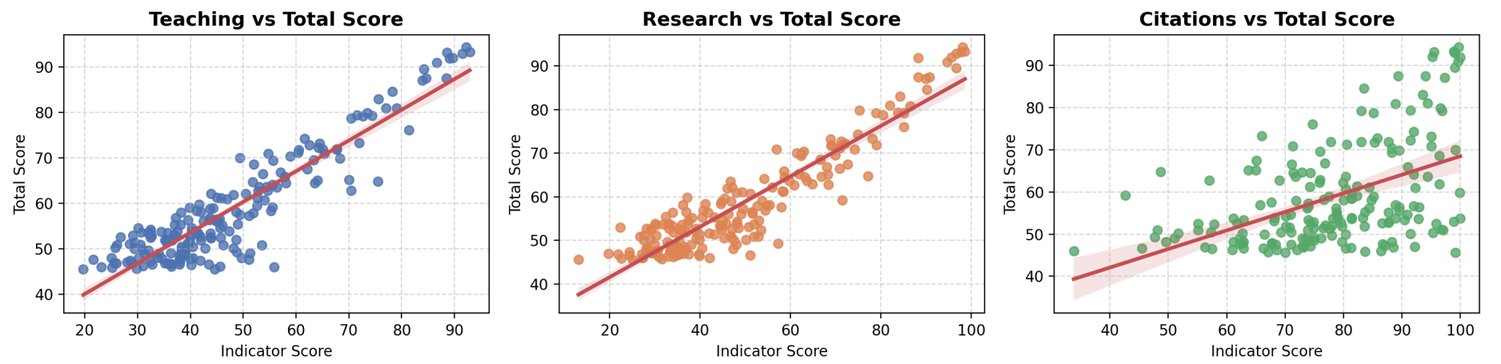 Teaching vs Total Score
Total Score
90
80
70
60
50
40
20 30 40 50 60 70 80 90
Indicator Score
Research vs Total Score
Total Score
90
80
70
60
50
40
20 40 60 80 100
Indicator Score
Citations vs Total Score
Total Score
90
80
70
60
50
40
40 50 60 70 80 90 100
Indicator Score